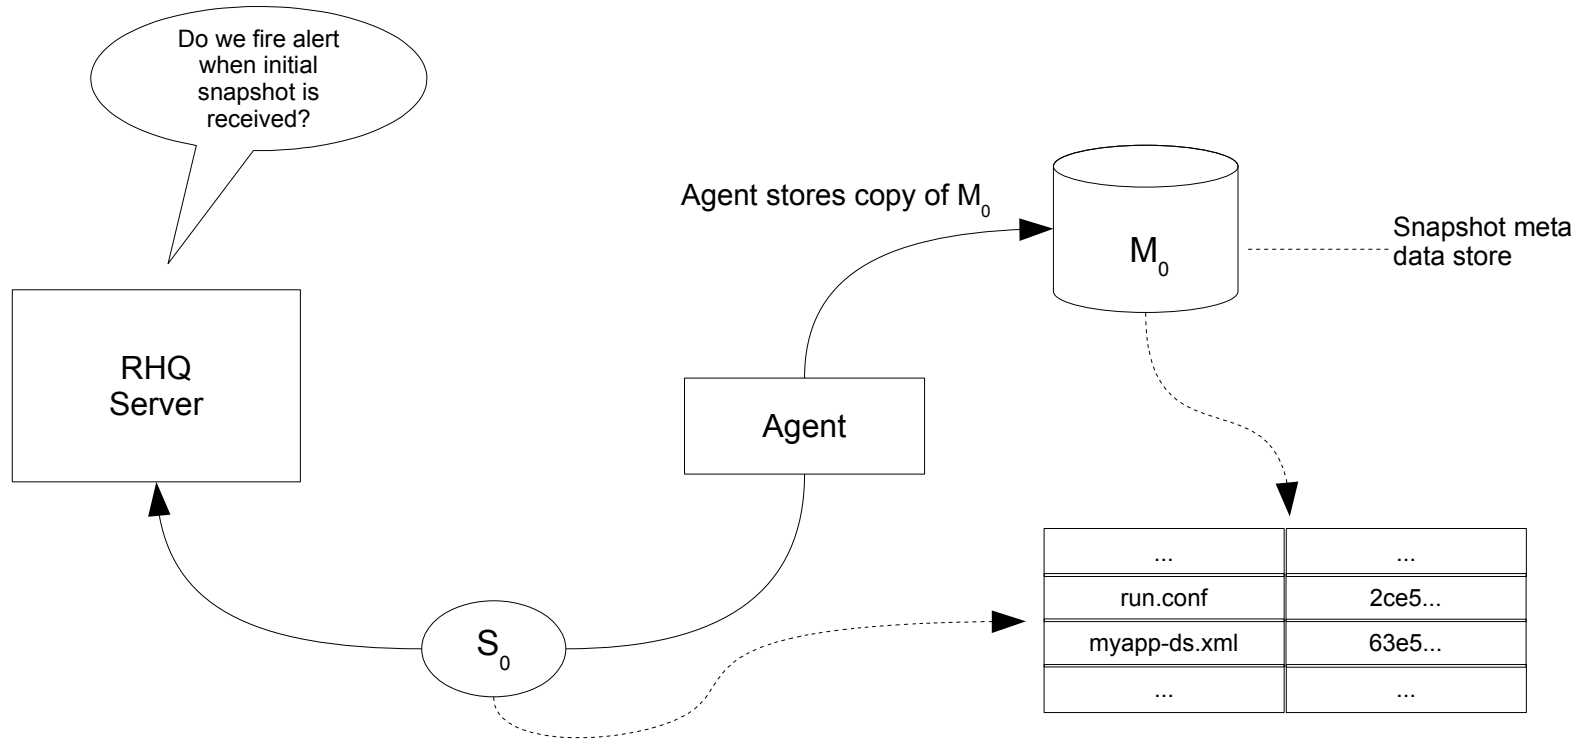 Do we fire alert
when initial
snapshot is
received?
Agent stores copy of M0
M0
Snapshot meta
data store
RHQ
Server
Agent
S0
... ...
run.conf 2ce5...
myapp-ds.xml 63e5...
... ...